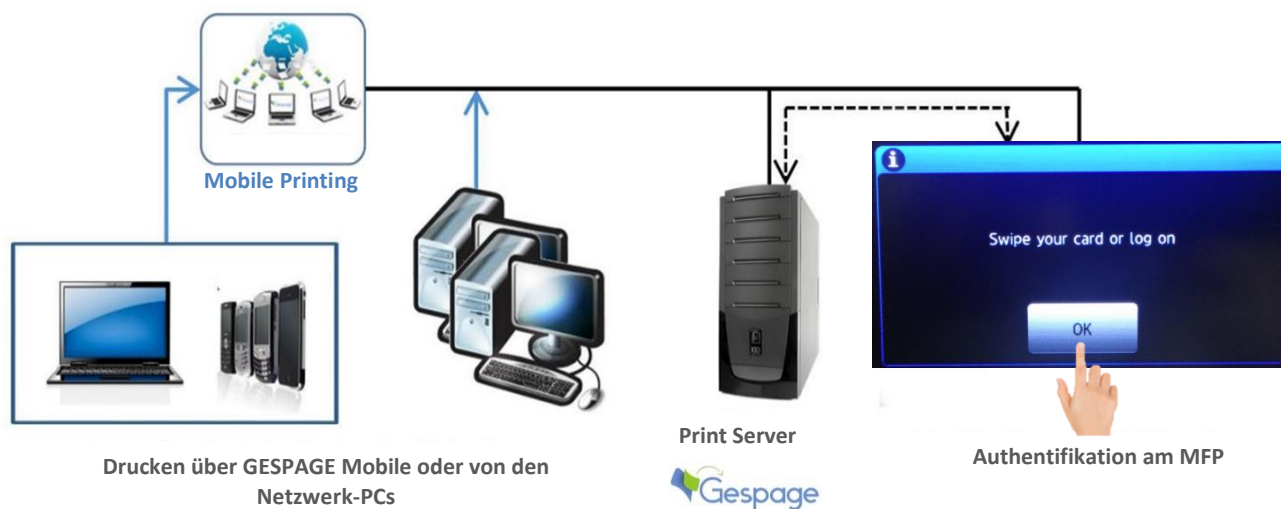 Mobile Printing
Swipe your card or log on
OK
Print Server
Drucken über GESPAGE Mobile oder von den
Netzwerk-PCs
Gespage
Authentifikation am MFP